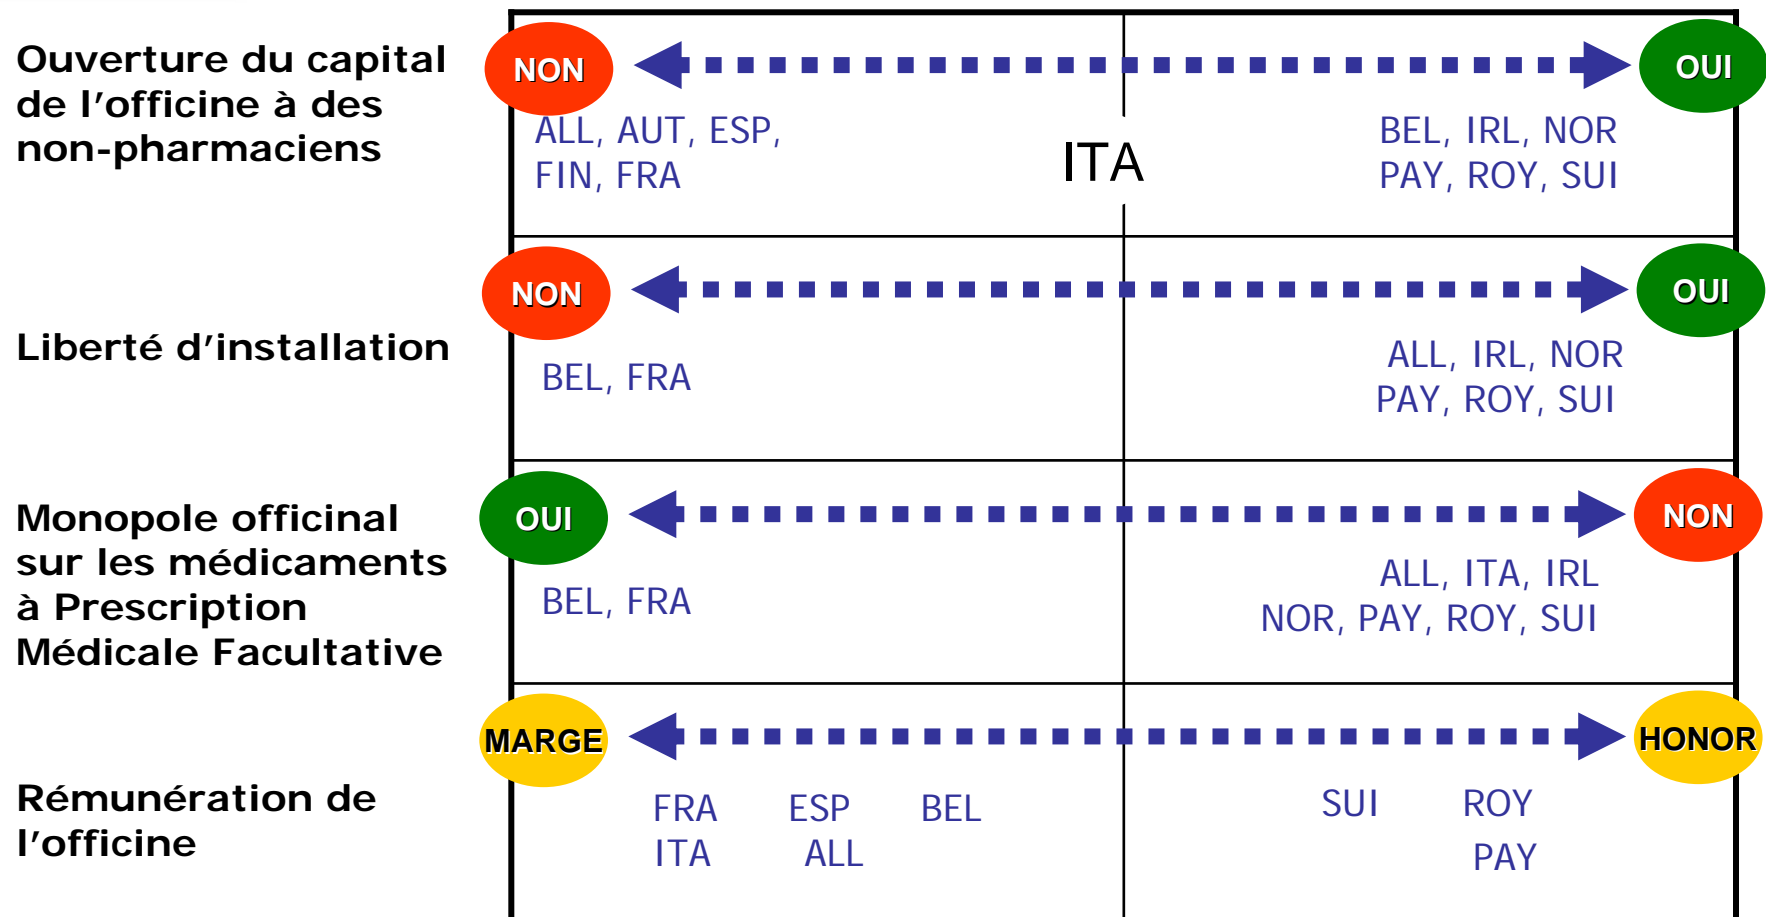 Ouverture du capital
de l'officine à des
non-pharmaciens
NON
OUI
ALL, AUT, ESP,
FIN, FRA
ITA
BEL, IRL, NOR
PAY, ROY, SUI
Liberté d'installation
NON
OUI
BEL, FRA
ALL, IRL, NOR
PAY, ROY, SUI
Monopole officinal
sur les médicaments
à Prescription
Médicale Facultative
OUI
NON
BEL, FRA
ALL, ITA, IRL
NOR, PAY, ROY, SUI
Rémunération de
l'officine
MARGE
HONOR
FRA ESP BEL
ITA ALL
SUI ROY
PAY